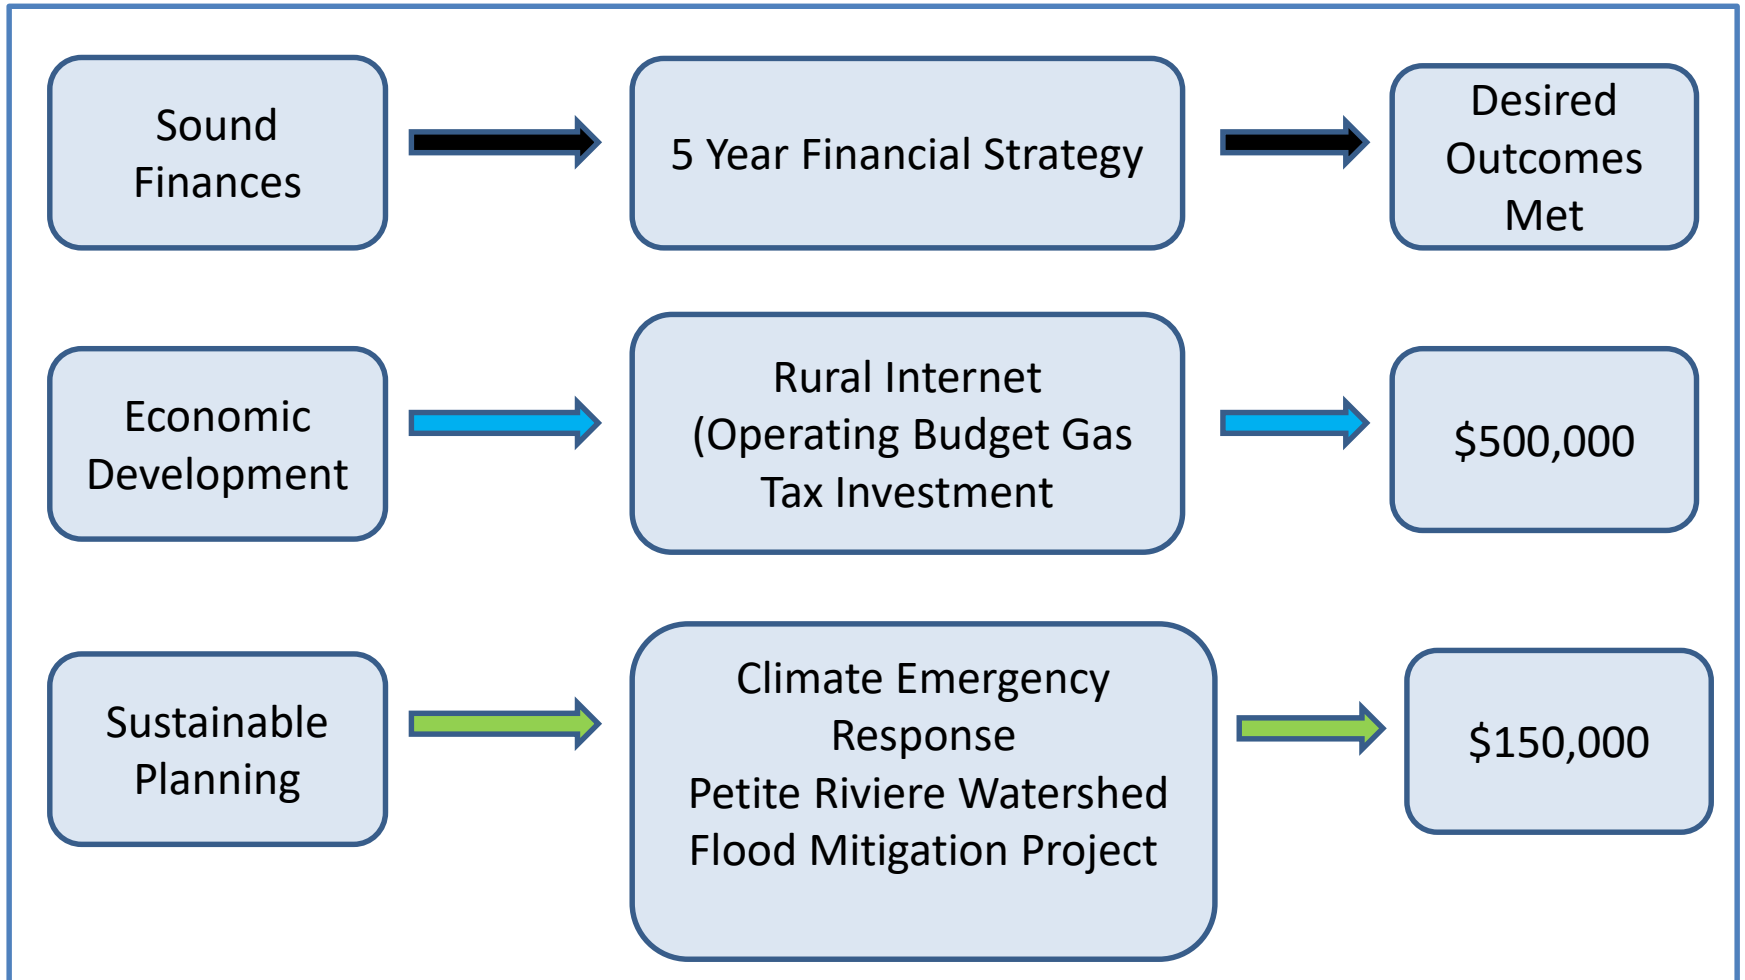 Sound
Finances
5 Year Financial Strategy
Desired
Outcomes
Met
Economic
Development
Rural Internet
(Operating Budget Gas
Tax Investment
$500,000
Sustainable
Planning
Climate Emergency
Response
Petite Riviere Watershed
Flood Mitigation Project
$150,000